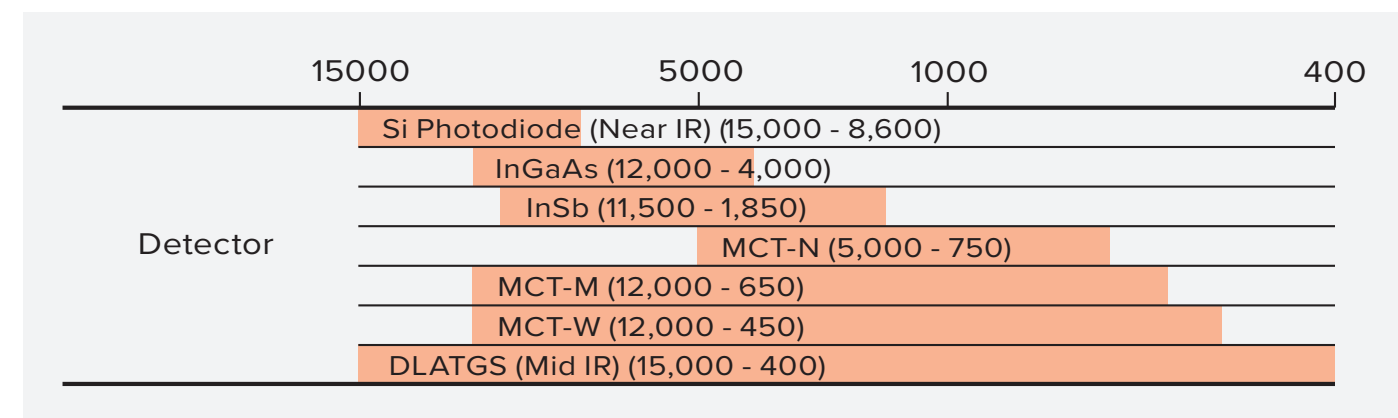 15000 5000 1000 400
Si Photodiode (Near IR) (15,000 - 8,600)
InGaAs (12,000 - 4,000)
InSb (11,500 - 1,850)
Detector
MCT-N (5,000 - 750)
MCT-M (12,000 - 650)
MCT-W (12,000 - 450)
DLATGS (Mid IR) (15,000 - 400)